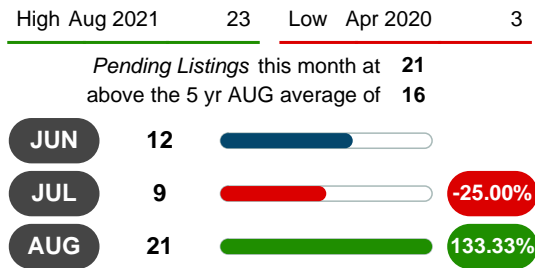 High Aug 2021 23 Low Apr 2020 3
Pending Listings this month at 21
above the 5 yr AUG average of 16
JUN 12
JUL 9 -25.00%
AUG 21 133.33%